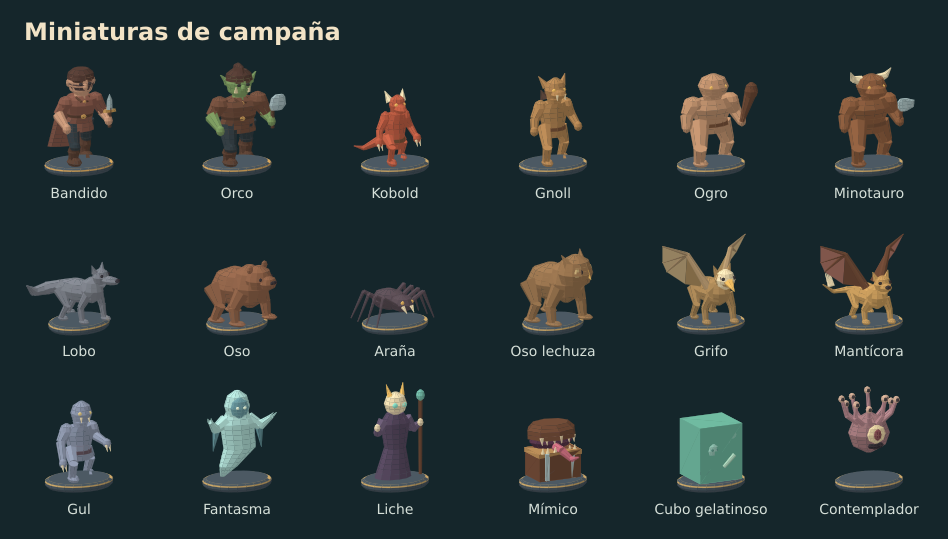 Miniaturas de campaña
Bandido
Orco
Kobold
Gnoll
Ogro
Minotauro
Lobo
Oso
Araña
Oso lechuza
Grifo
Mantícora
Gul
Fantasma
Liche
Mímico
Cubo gelatinoso
Contemplador